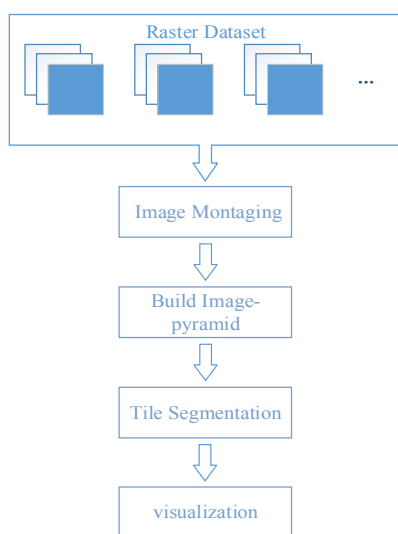 Raster Dataset
...
Image Montaging
Build Image-
pyramid
Tile Segmentation
visualization